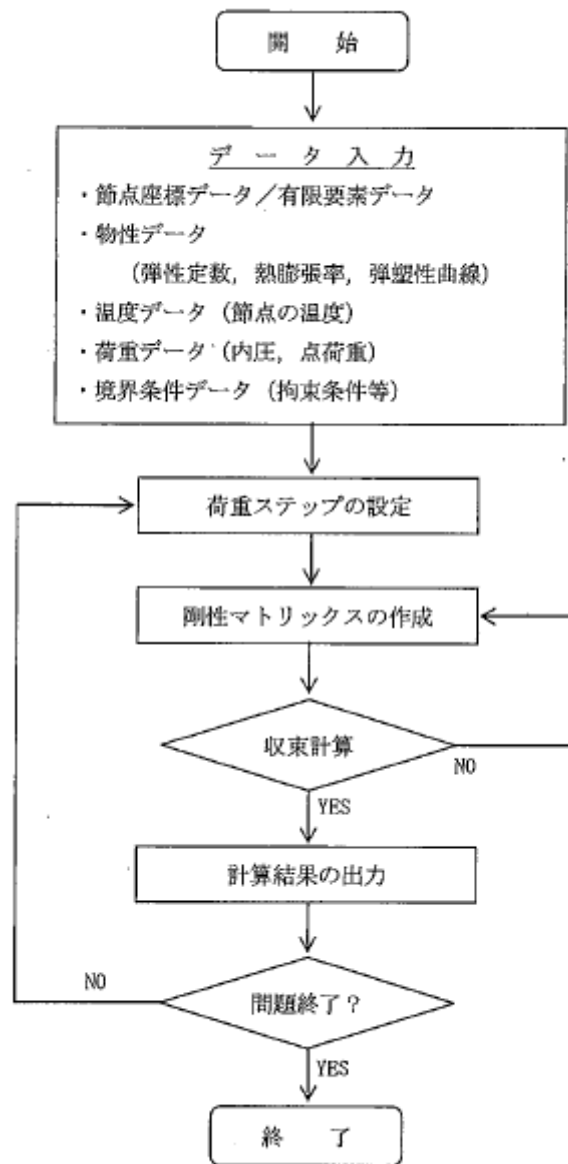 開　始
データ入力
・節点座標データ／有限要素データ
・物性データ
（弾性定数，熱膨張率，弾塑性曲線）
・温度データ（節点の温度）
・荷重データ（内圧，点荷重）
・境界条件データ（拘束条件等）
荷重ステップの設定
剛性マトリックスの作成
収束計算
NO
YES
計算結果の出力
NO
問題終了？
YES
終　了